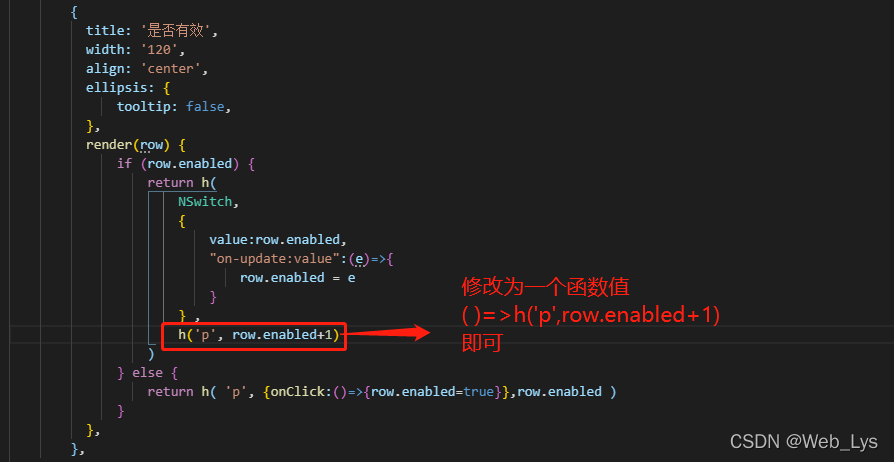 {
title: '是否有效',
width: '120',
align: 'center',
ellipsis: {
tooltip: false,
},
render(row) {
if (row.enabled) {
return h(
NSwitch,
{
value:row.enabled,
"on-update:value":(e)=>{
row.enabled = e
}
} ,
h('p', row.enabled+1)
)
} else {
return h( 'p', {onClick:()=>{row.enabled=true}},row.enabled )
}
},
},
修改为一个函数值
( )=>h('p',row.enabled+1)
即可
CSDN @Web_Lys